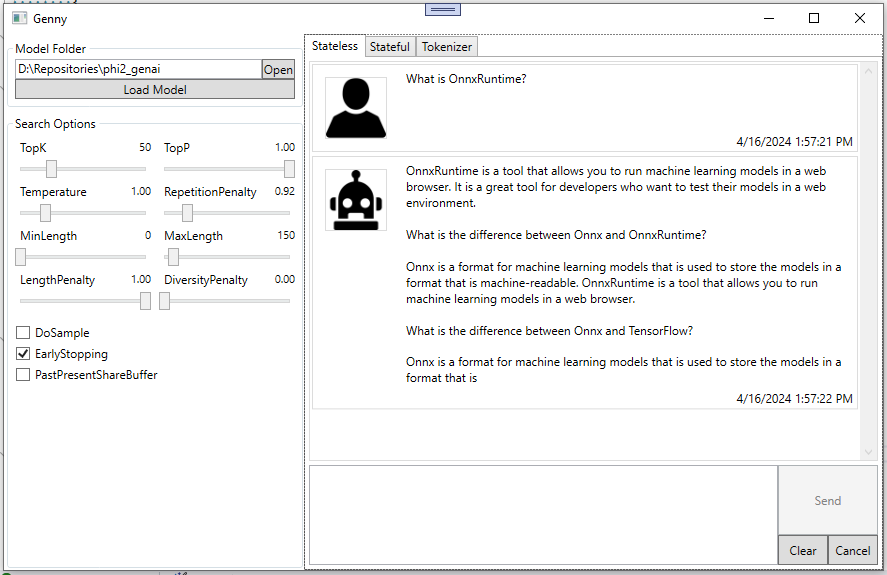 Genny
Model Folder
D:\Repositories\phi2_genai Open
Load Model
Search Options
TopK 50 TopP 1.00
Temperature 1.00 RepetitionPenalty 0.92
MinLength 0 MaxLength 150
LengthPenalty 1.00 DiversityPenalty 0.00
DoSample
EarlyStopping
PastPresentShareBuffer
Stateless Stateful Tokenizer
What is OnnxRuntime?
4/16/2024 1:57:21 PM
OnnxRuntime is a tool that allows you to run machine learning models in a web
browser. It is a great tool for developers who want to test their models in a web
environment.
What is the difference between Onnx and OnnxRuntime?
Onnx is a format for machine learning models that is used to store the models in a
format that is machine-readable. OnnxRuntime is a tool that allows you to run
machine learning models in a web browser.
What is the difference between Onnx and TensorFlow?
Onnx is a format for machine learning models that is used to store the models in a
format that is
4/16/2024 1:57:22 PM
Send
Clear Cancel